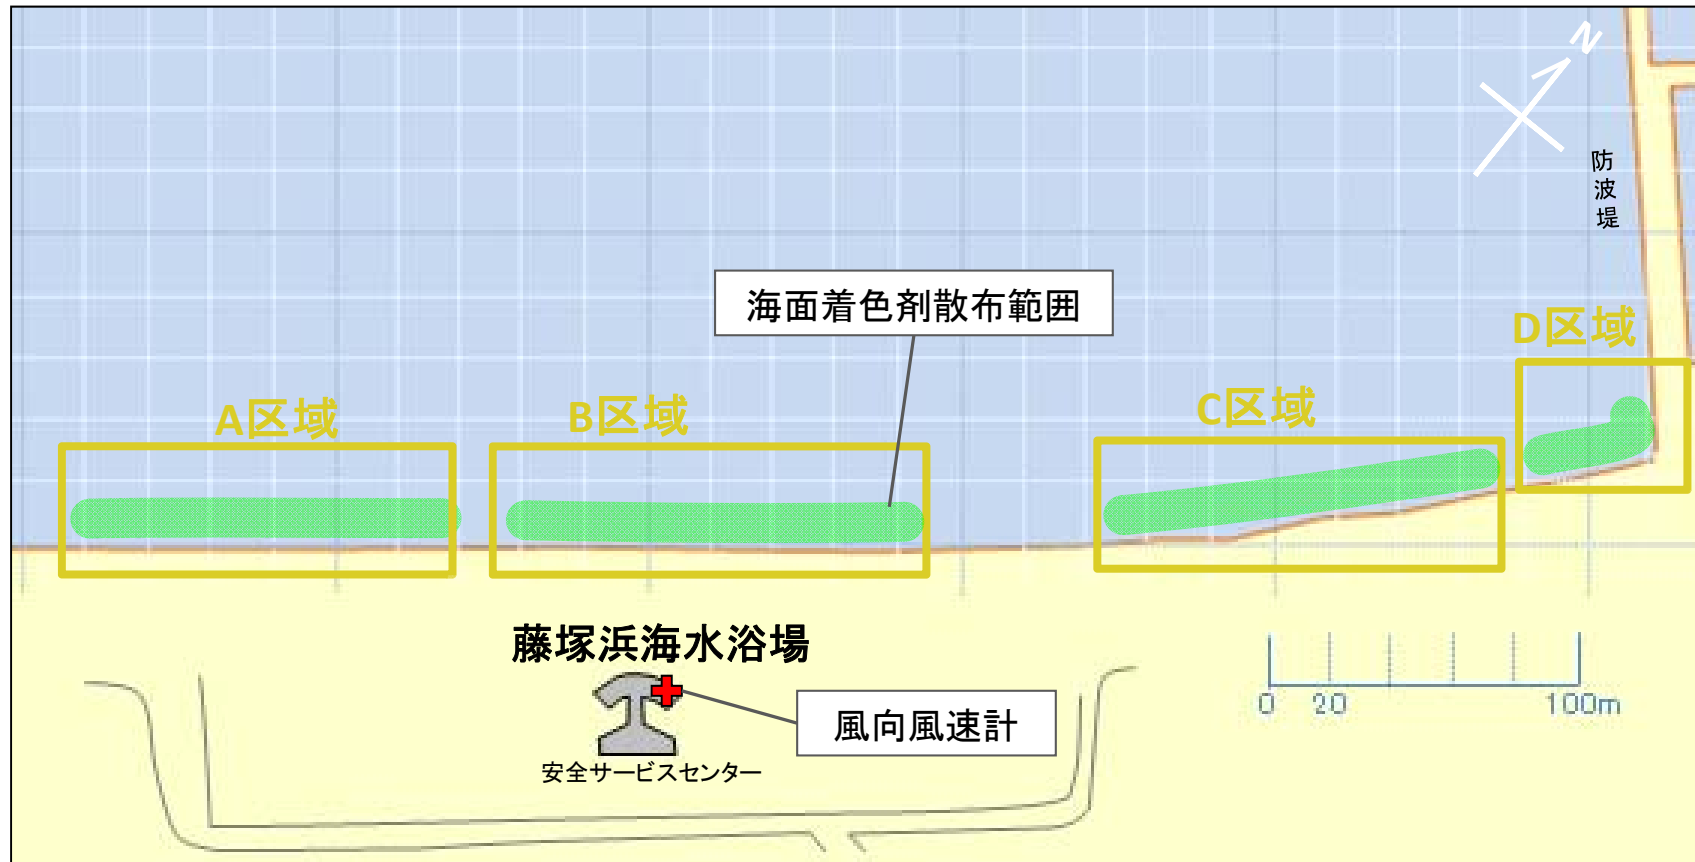 N
防波堤
海面着色剤散布範囲
D区域
A区域
B区域
C区域
藤塚浜海水浴場
風向風速計
安全サービスセンター
0 20 100m